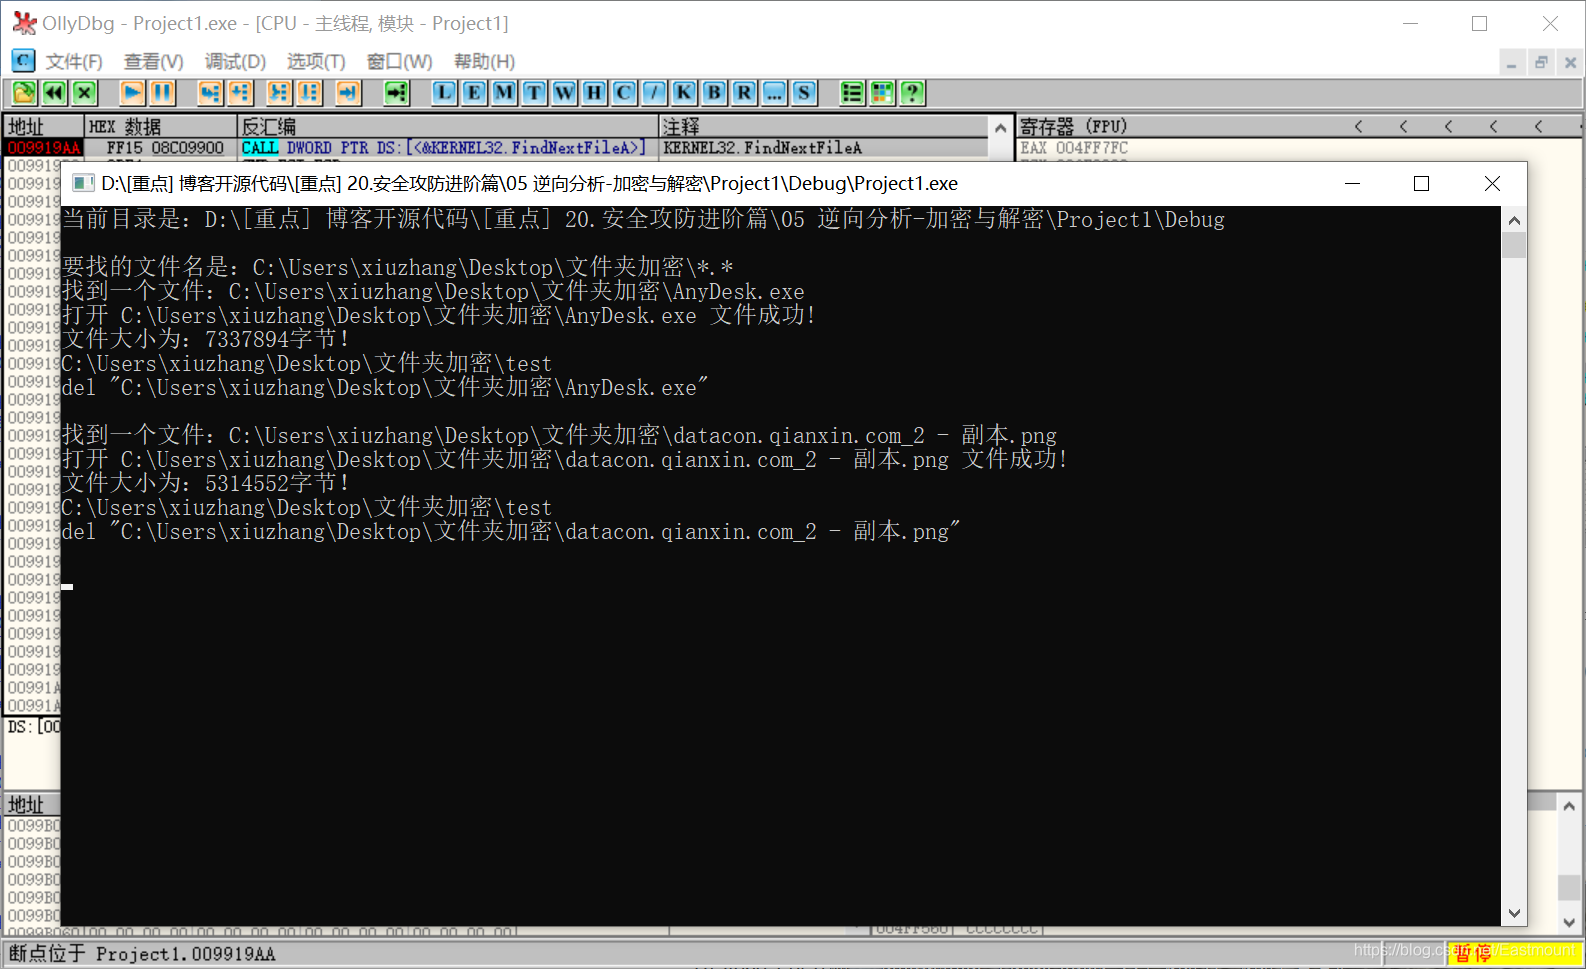 OllyDbg - Project1.exe - [CPU - 主线程, 模块 - Project1]
C 文件(F) 查看(V) 调试(D) 选项(T) 窗口(W) 帮助(H)
L E M T W H C / K B R ... S ?
地址 HEX 数据 反汇编 注释 寄存器 (FPU) < < < < <
009919AA FF15 08C09900 CALL DWORD PTR DS:[<&KERNEL32.FindNextFileA>] KERNEL32.FindNextFileA EAX 004FF7FC
D:\[重点] 博客开源代码\[重点] 20.安全攻防进阶篇\05 逆向分析-加密与解密\Project1\Debug\Project1.exe
当前目录是: D:\[重点] 博客开源代码\[重点] 20.安全攻防进阶篇\05 逆向分析-加密与解密\Project1\Debug
要找的文件名是: C:\Users\xiuzhang\Desktop\文件夹加密\*.*
找到一个文件: C:\Users\xiuzhang\Desktop\文件夹加密\AnyDesk.exe
打开 C:\Users\xiuzhang\Desktop\文件夹加密\AnyDesk.exe 文件成功!
文件大小为: 7337894字节!
C:\Users\xiuzhang\Desktop\文件夹加密\test
del "C:\Users\xiuzhang\Desktop\文件夹加密\AnyDesk.exe"
找到一个文件: C:\Users\xiuzhang\Desktop\文件夹加密\datacon.qianxin.com_2 - 副本.png
打开 C:\Users\xiuzhang\Desktop\文件夹加密\datacon.qianxin.com_2 - 副本.png 文件成功!
文件大小为: 5314552字节!
C:\Users\xiuzhang\Desktop\文件夹加密\test
del "C:\Users\xiuzhang\Desktop\文件夹加密\datacon.qianxin.com_2 - 副本.png"
DS:[00
地址
断点位于 Project1.009919AA
https://blog.csdn.net/Eastmount
暂停